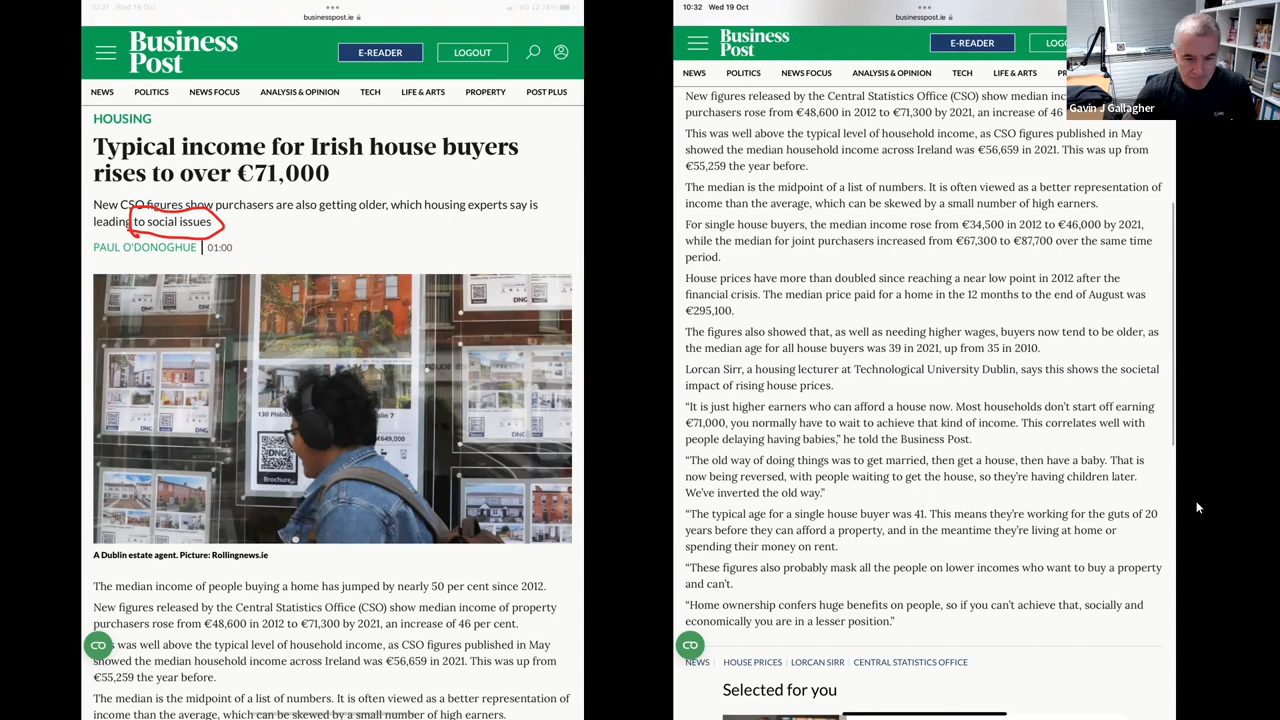 10:31 Wed 19 Oct
businesspost.ie
Business
Post
E-READER
LOGOUT
NEWS POLITICS NEWS FOCUS ANALYSIS & OPINION TECH LIFE & ARTS PROPERTY POST PLUS
HOUSING
Typical income for Irish house buyers
rises to over €71,000
New CSO figures show purchasers are also getting older, which housing experts say is
leading to social issues
PAUL O'DONOGHUE | 01:00
DNG
DNG
DNG
Brochure
A Dublin estate agent. Picture: Rollingnews.ie
The median income of people buying a home has jumped by nearly 50 per cent since 2012.
New figures released by the Central Statistics Office (CSO) show median income of property
purchasers rose from €48,600 in 2012 to €71,300 by 2021, an increase of 46 per cent.
was well above the typical level of household income, as CSO figures published in May
showed the median household income across Ireland was €56,659 in 2021. This was up from
€55,259 the year before.
The median is the midpoint of a list of numbers. It is often viewed as a better representation of
income than the average, which can be skewed by a small number of high earners.
10:32 Wed 19 Oct
businesspost.ie
Business
Post
E-READER
LOGO
NEWS POLITICS NEWS FOCUS ANALYSIS & OPINION TECH LIFE & ARTS PR
Gavin J Gallagher
New figures released by the Central Statistics Office (CSO) show median inc
purchasers rose from €48,600 in 2012 to €71,300 by 2021, an increase of 46
This was well above the typical level of household income, as CSO figures published in May
showed the median household income across Ireland was €56,659 in 2021. This was up from
€55,259 the year before.
The median is the midpoint of a list of numbers. It is often viewed as a better representation of
income than the average, which can be skewed by a small number of high earners.
For single house buyers, the median income rose from €34,500 in 2012 to €46,000 by 2021,
while the median for joint purchasers increased from €67,300 to €87,700 over the same time
period.
House prices have more than doubled since reaching a near low point in 2012 after the
financial crisis. The median price paid for a home in the 12 months to the end of August was
€295,100.
The figures also showed that, as well as needing higher wages, buyers now tend to be older, as
the median age for all house buyers was 39 in 2021, up from 35 in 2010.
Lorcan Sirr, a housing lecturer at Technological University Dublin, says this shows the societal
impact of rising house prices.
“It is just higher earners who can afford a house now. Most households don’t start off earning
€71,000, you normally have to wait to achieve that kind of income. This correlates well with
people delaying having babies,” he told the Business Post.
“The old way of doing things was to get married, then get a house, then have a baby. That is
now being reversed, with people waiting to get the house, so they’re having children later.
We’ve inverted the old way.”
“The typical age for a single house buyer was 41. This means they’re working for the guts of 20
years before they can afford a property, and in the meantime they’re living at home or
spending their money on rent.
“These figures also probably mask all the people on lower incomes who want to buy a property
and can’t.
“Home ownership confers huge benefits on people, so if you can’t achieve that, socially and
economically you are in a lesser position.”
NEWS | HOUSE PRICES | LORCAN SIRR | CENTRAL STATISTICS OFFICE
Selected for you